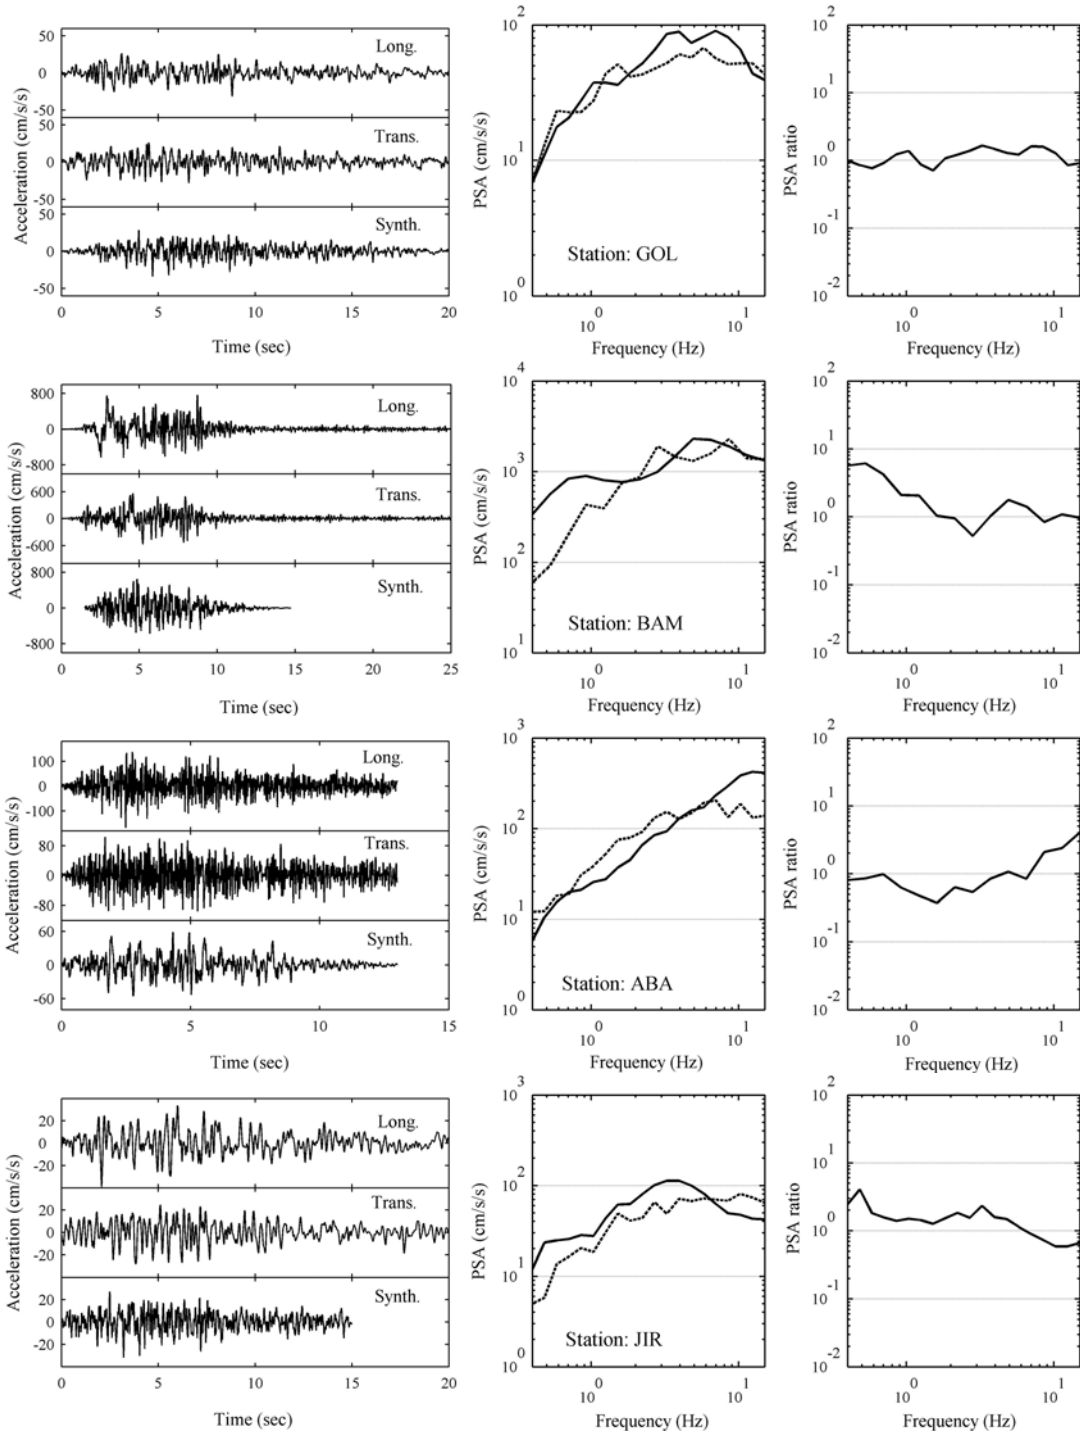 50
0
-50
Long.
50
0
-50
Trans.
50
0
-50
Synth.
0 5 10 15 20
Time (sec)
Acceleration (cm/s/s)
10^2
10^1
10^0
PSA (cm/s/s)
Station: GOL
10^0 10^1
Frequency (Hz)
10^2
10^1
10^0
10^-1
10^-2
PSA ratio
10^0 10^1
Frequency (Hz)
800
0
-800
Long.
600
0
-600
Trans.
800
0
-800
Synth.
0 5 10 15 20 25
Time (sec)
Acceleration (cm/s/s)
10^4
10^3
10^2
10^1
PSA (cm/s/s)
Station: BAM
10^0 10^1
Frequency (Hz)
10^2
10^1
10^0
10^-1
10^-2
PSA ratio
10^0 10^1
Frequency (Hz)
100
0
-100
Long.
80
0
-80
Trans.
60
0
-60
Synth.
0 5 10 15
Time (sec)
Acceleration (cm/s/s)
10^3
10^2
10^1
10^0
PSA (cm/s/s)
Station: ABA
10^0 10^1
Frequency (Hz)
10^2
10^1
10^0
10^-1
10^-2
PSA ratio
10^0 10^1
Frequency (Hz)
20
0
-20
Long.
20
0
-20
Trans.
20
0
-20
Synth.
0 5 10 15 20
Time (sec)
Acceleration (cm/s/s)
10^3
10^2
10^1
10^0
PSA (cm/s/s)
Station: JIR
10^0 10^1
Frequency (Hz)
10^2
10^1
10^0
10^-1
10^-2
PSA ratio
10^0 10^1
Frequency (Hz)